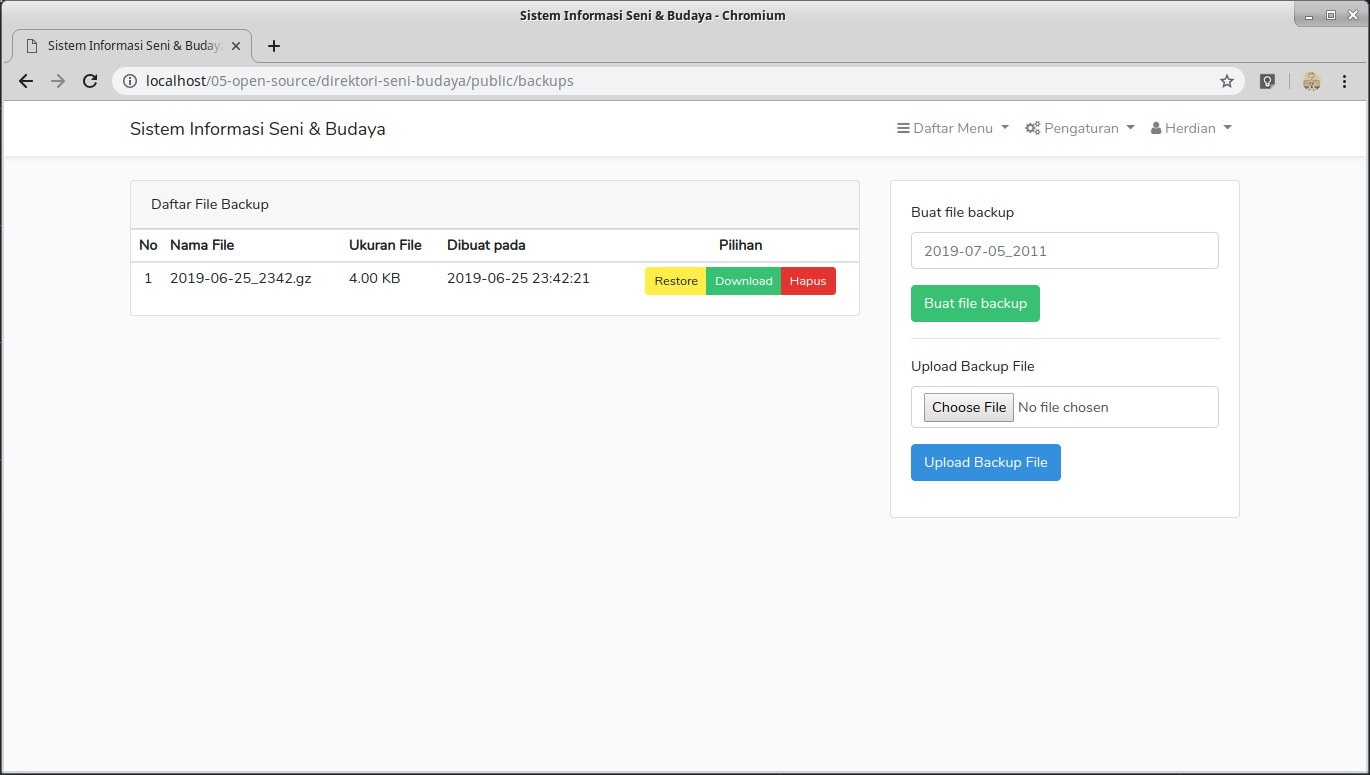 Sistem Informasi Seni & Budaya - Chromium
Sistem Informasi Seni & Buday
localhost/05-open-source/direktori-seni-budaya/public/backups
Sistem Informasi Seni & Budaya
Daftar Menu Pengaturan Herdian
Daftar File Backup
No Nama File Ukuran File Dibuat pada Pilihan
1 2019-06-25_2342.gz 4.00 KB 2019-06-25 23:42:21 Restore Download Hapus
Buat file backup
2019-07-05_2011
Buat file backup
Upload Backup File
Choose File No file chosen
Upload Backup File